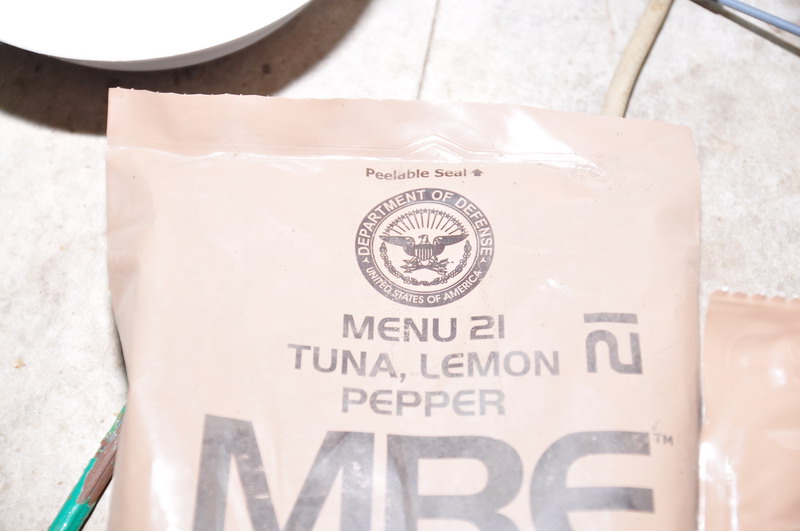 Peelable Seal
DEPARTMENT OF DEFENSE
UNITED STATES OF AMERICA
MENU 21
TUNA, LEMON
PEPPER
21
MRE™